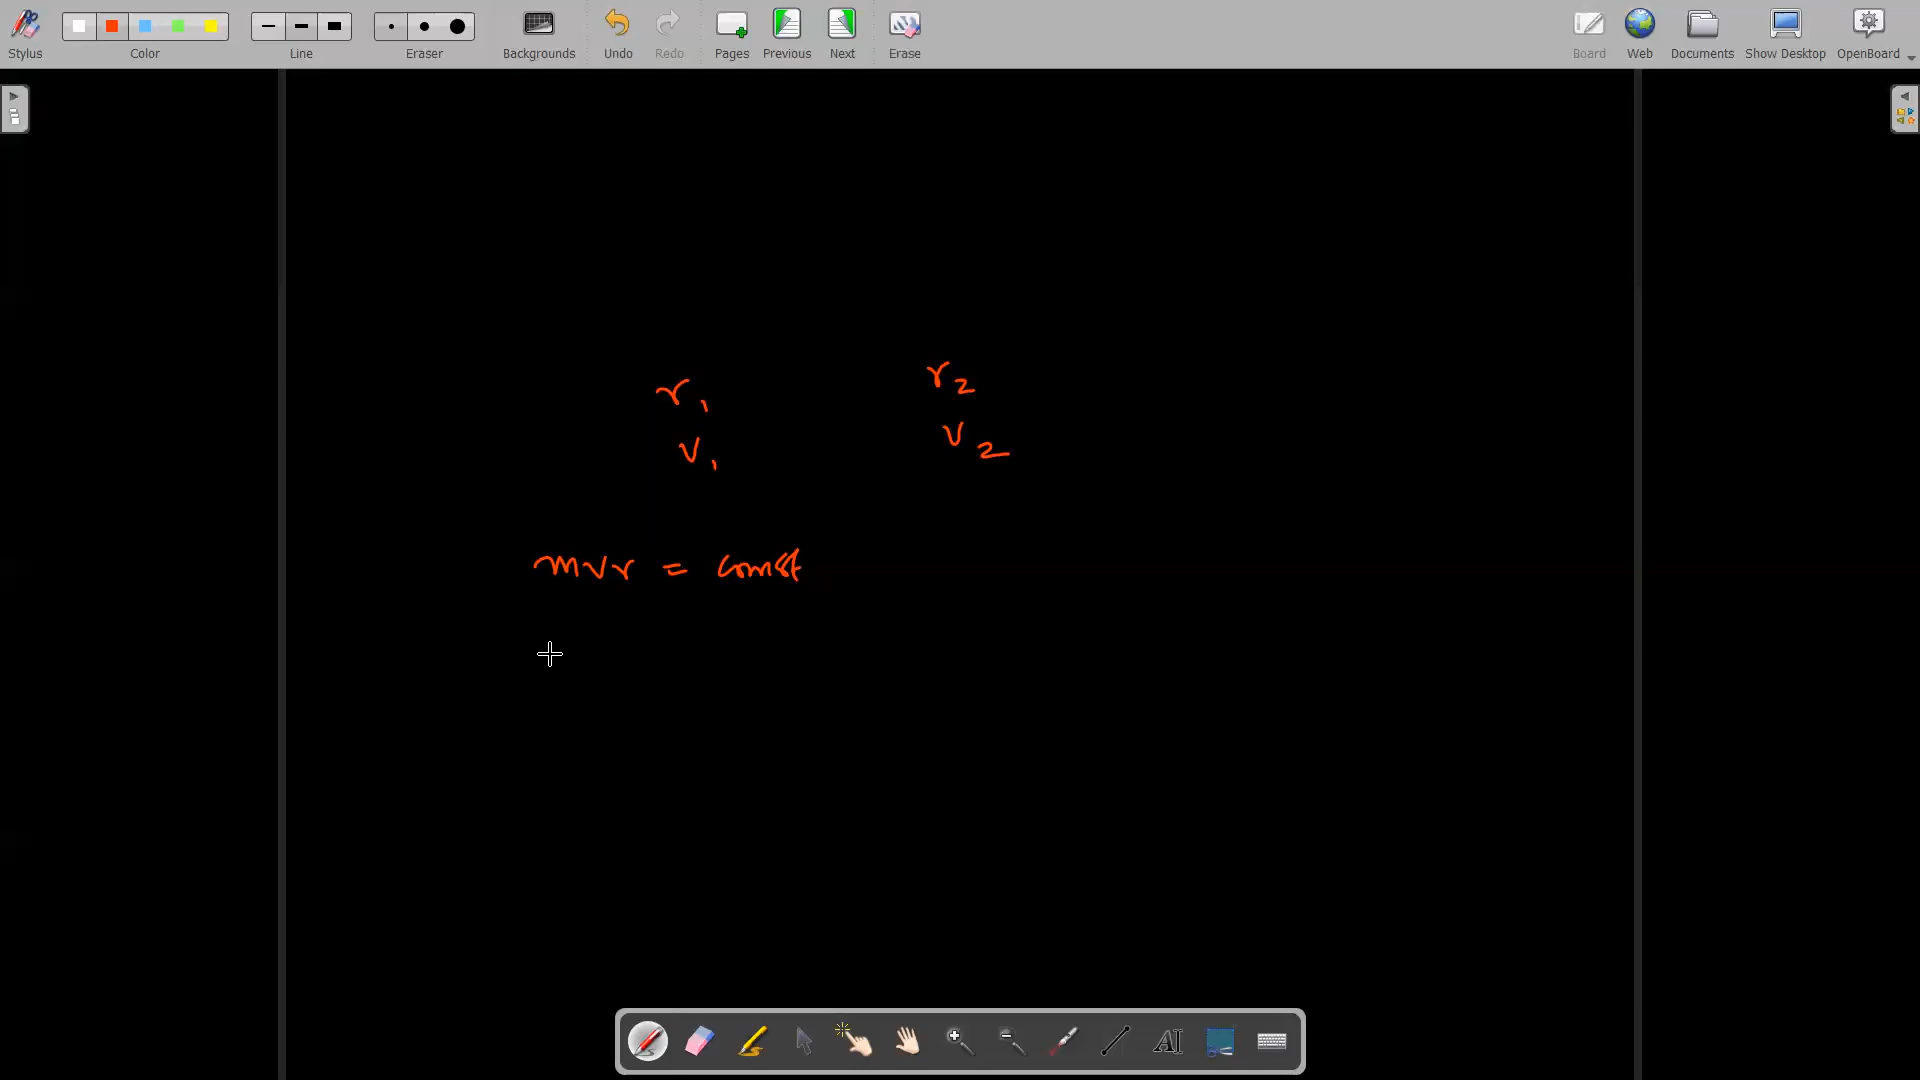 Stylus Color Line Eraser Backgrounds Undo Redo Pages Previous Next Erase Board Web Documents Show Desktop OpenBoard
r₁ r₂
v₁ v₂
mvr = const